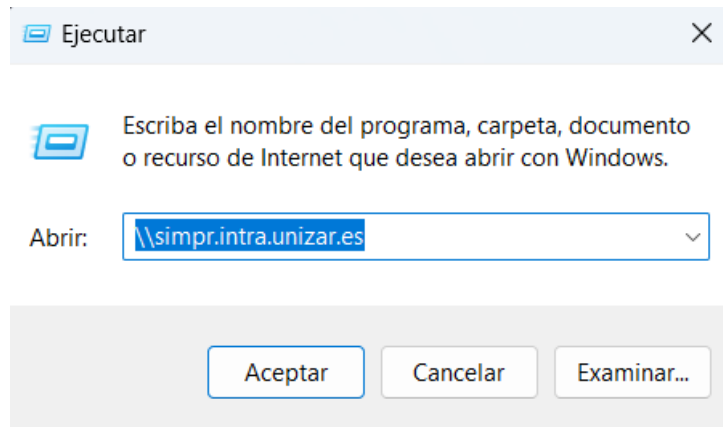 Ejecutar
Escriba el nombre del programa, carpeta, documento
o recurso de Internet que desea abrir con Windows.
Abrir: \\simpr.intra.unizar.es
Aceptar Cancelar Examinar...